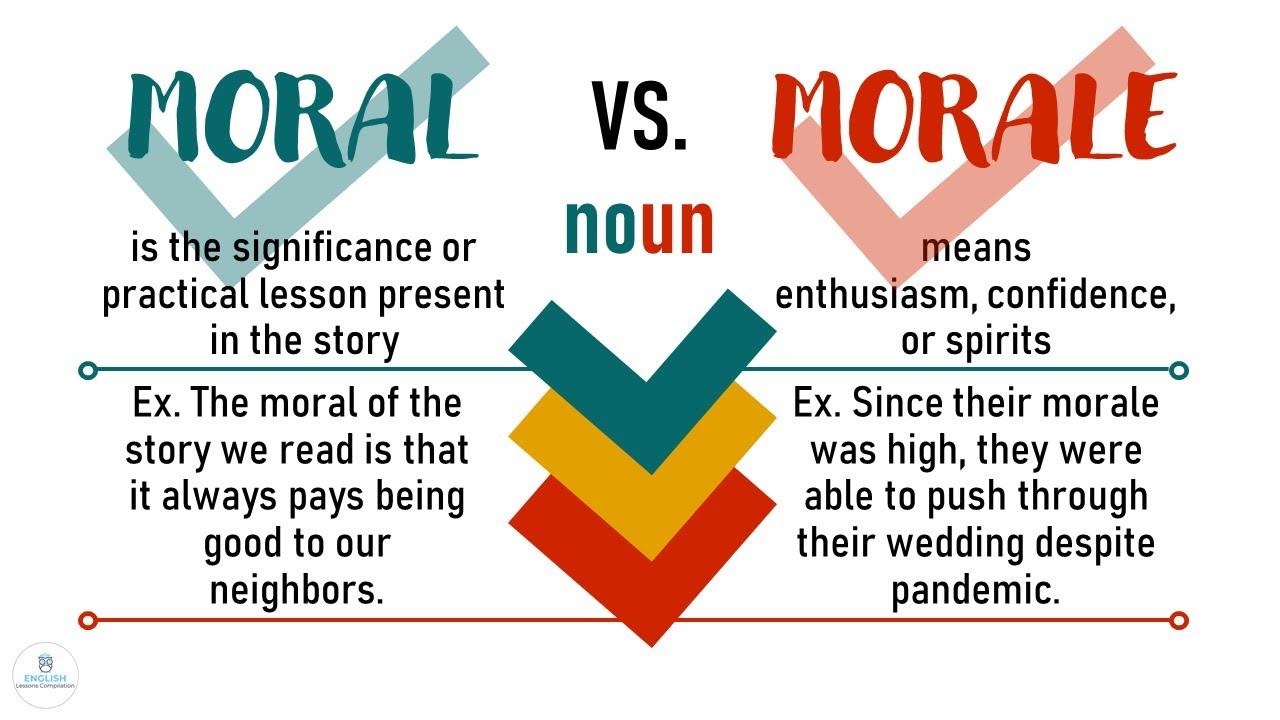 MORAL
VS.
MORALE
noun
is the significance or
practical lesson present
in the story
means
enthusiasm, confidence,
or spirits
Ex. The moral of the
story we read is that
it always pays being
good to our
neighbors.
Ex. Since their morale
was high, they were
able to push through
their wedding despite
pandemic.
ENGLISH
Lessons Compilation